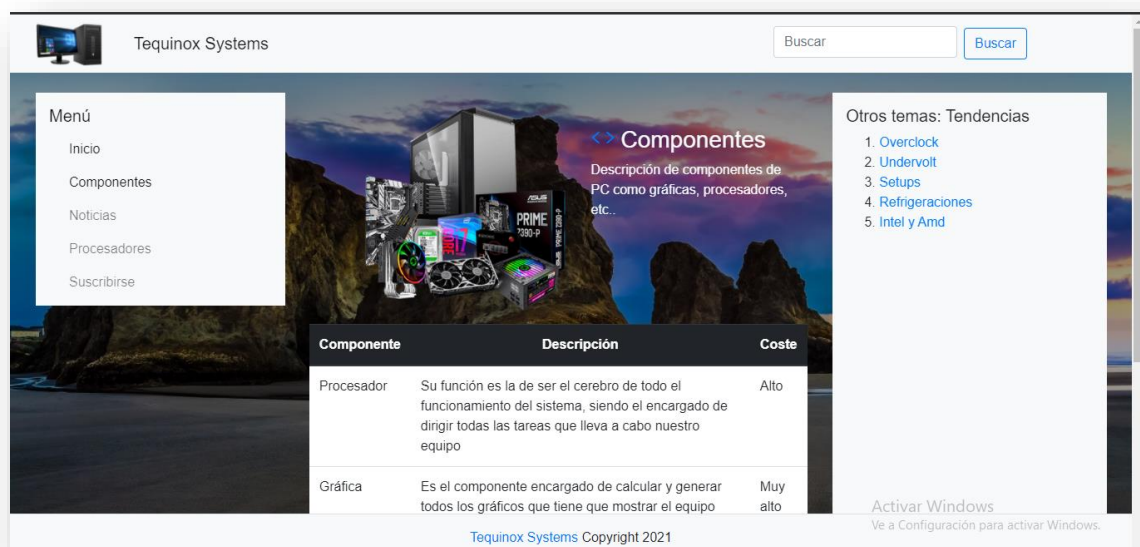 Tequinox Systems
Buscar
Buscar
Menú
Inicio
Componentes
Noticias
Procesadores
Suscribirse
<> Componentes
Descripción de componentes de
PC como gráficas, procesadores,
etc..
ASUS
PRIME
Z390-P
PRIME Z390-P
Otros temas: Tendencias
1. Overclock
2. Undervolt
3. Setups
4. Refrigeraciones
5. Intel y Amd
Componente Descripción Coste
Procesador Su función es la de ser el cerebro de todo el Alto
funcionamiento del sistema, siendo el encargado de
dirigir todas las tareas que lleva a cabo nuestro
equipo
Gráfica Es el componente encargado de calcular y generar Muy
todos los gráficos que tiene que mostrar el equipo alto
Activar Windows
Ve a Configuración para activar Windows.
Tequinox Systems Copyright 2021